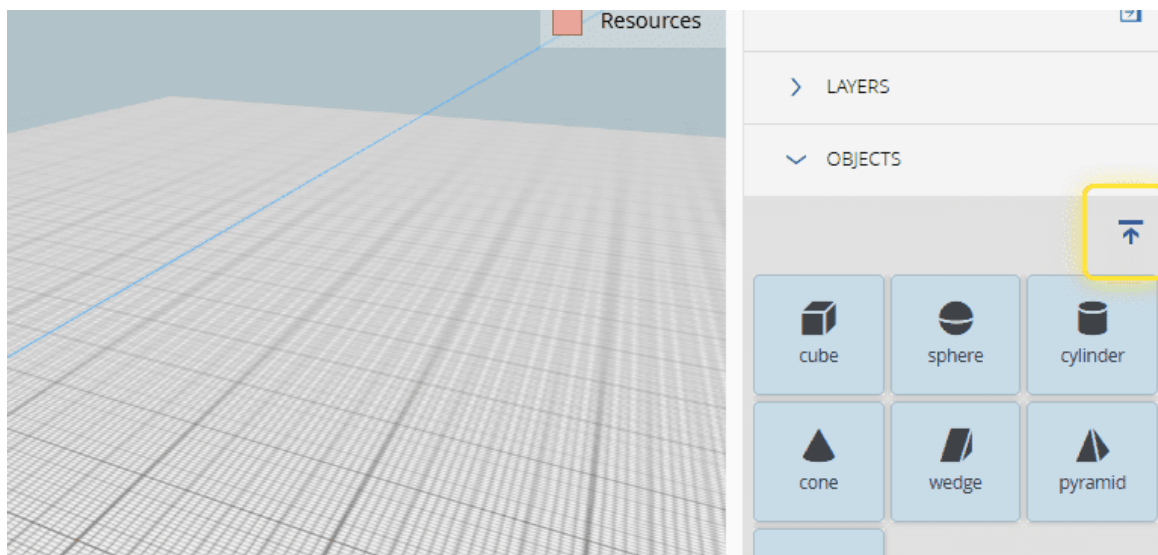 Resources
LAYERS
OBJECTS
cube
sphere
cylinder
cone
wedge
pyramid